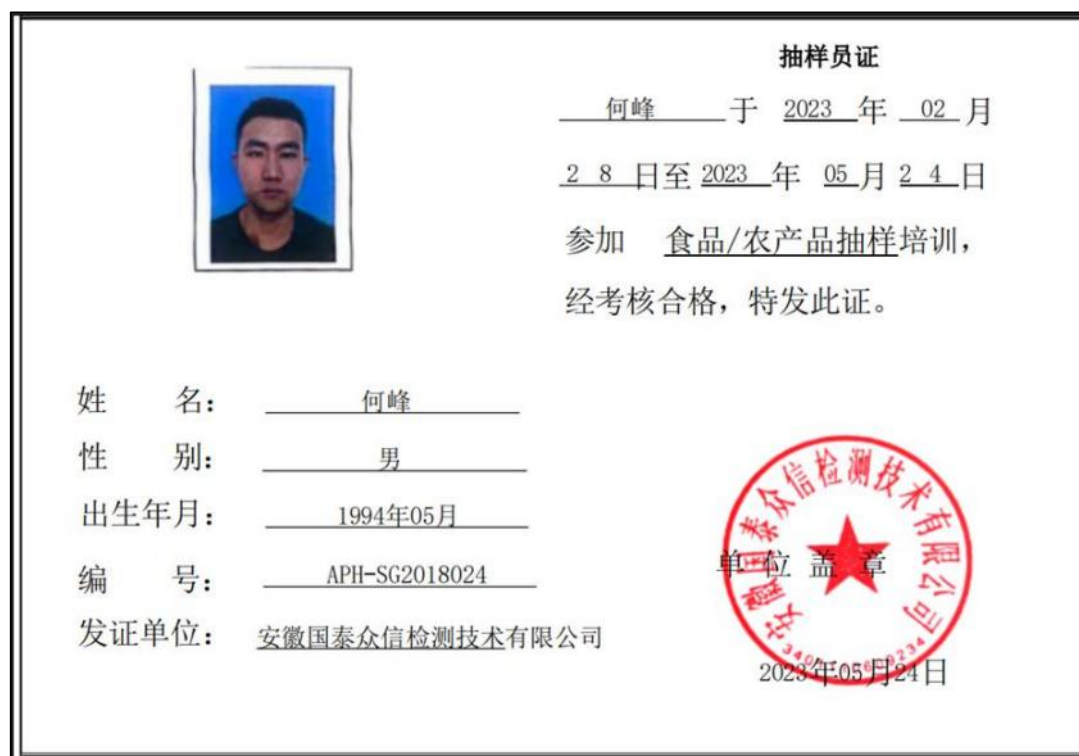 抽样员证
何峰 于 2023 年 02 月
2 8 日至 2023 年 05 月 2 4 日
参加 食品/农产品抽样培训，
经考核合格，特发此证。
姓 名： 何峰
性 别： 男
出生年月： 1994年05月
编 号： APH-SG2018024
发证单位： 安徽国泰众信检测技术有限公司
安徽国泰众信检测技术有限公司
单 位 盖 章
2023年05月24日